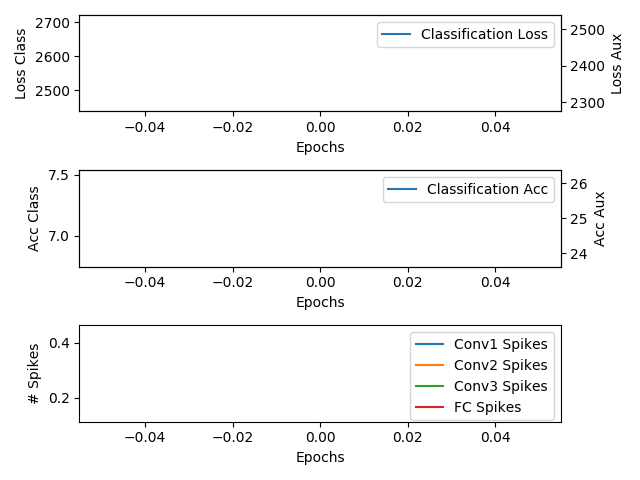 2700
2600
2500
Loss Class
Classification Loss
2500
2400
2300
Loss Aux
−0.04 −0.02 0.00 0.02 0.04
Epochs
7.5
7.0
Acc Class
Classification Acc
26
25
24
Acc Aux
−0.04 −0.02 0.00 0.02 0.04
Epochs
0.4
0.2
# Spikes
Conv1 Spikes
Conv2 Spikes
Conv3 Spikes
FC Spikes
−0.04 −0.02 0.00 0.02 0.04
Epochs